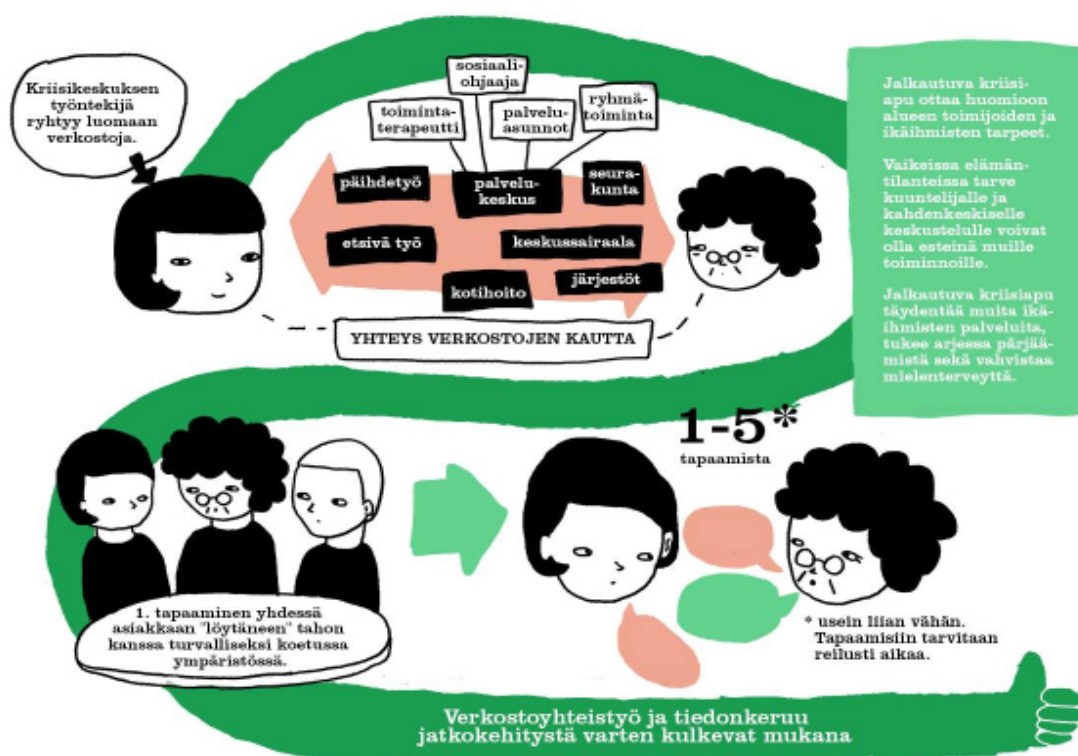 Kriisikeskuksen
työntekijä
ryhtyy luomaan
verkostoja.
sosiaali-
ohjaaja
toiminta-
terapeutti
palvelu-
asunnot
ryhmä-
toiminta
päihdetyö
palvelu-
keskus
seura-
kunta
etsivä työ
keskussairaala
kotihoito
järjestöt
YHTEYS VERKOSTOJEN KAUTTA
Jalkautuva kriisi-
apu ottaa huomioon
alueen toimijoiden ja
ikäihmisten tarpeet.
Vaikeissa elämän-
tilanteissa tarve
kuuntelijalle ja
kahdenkeskiselle
keskustelulle voivat
olla esteinä muille
toiminnoille.
Jalkautuva kriisiapu
täydentää muita ikä-
ihmisten palveluita,
tukee arjessa pärjää-
mistä sekä vahvistaa
mielenterveyttä.
1. tapaaminen yhdessä
asiakkaan "löytäneen" tahon
kanssa turvalliseksi koetussa
ympäristössä.
1-5*
tapaamista
* usein liian vähän.
Tapaamisiin tarvitaan
reilusti aikaa.
Verkostoyhteistyö ja tiedonkeruu
jatkokehitystä varten kulkevat mukana